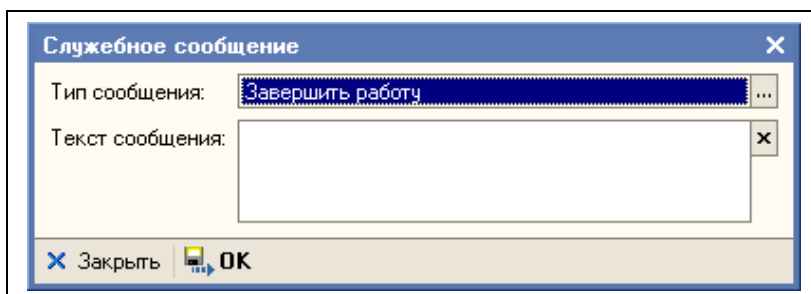 Служебное сообщение
Тип сообщения: Завершить работу ...
Текст сообщения:
Закрыть OK